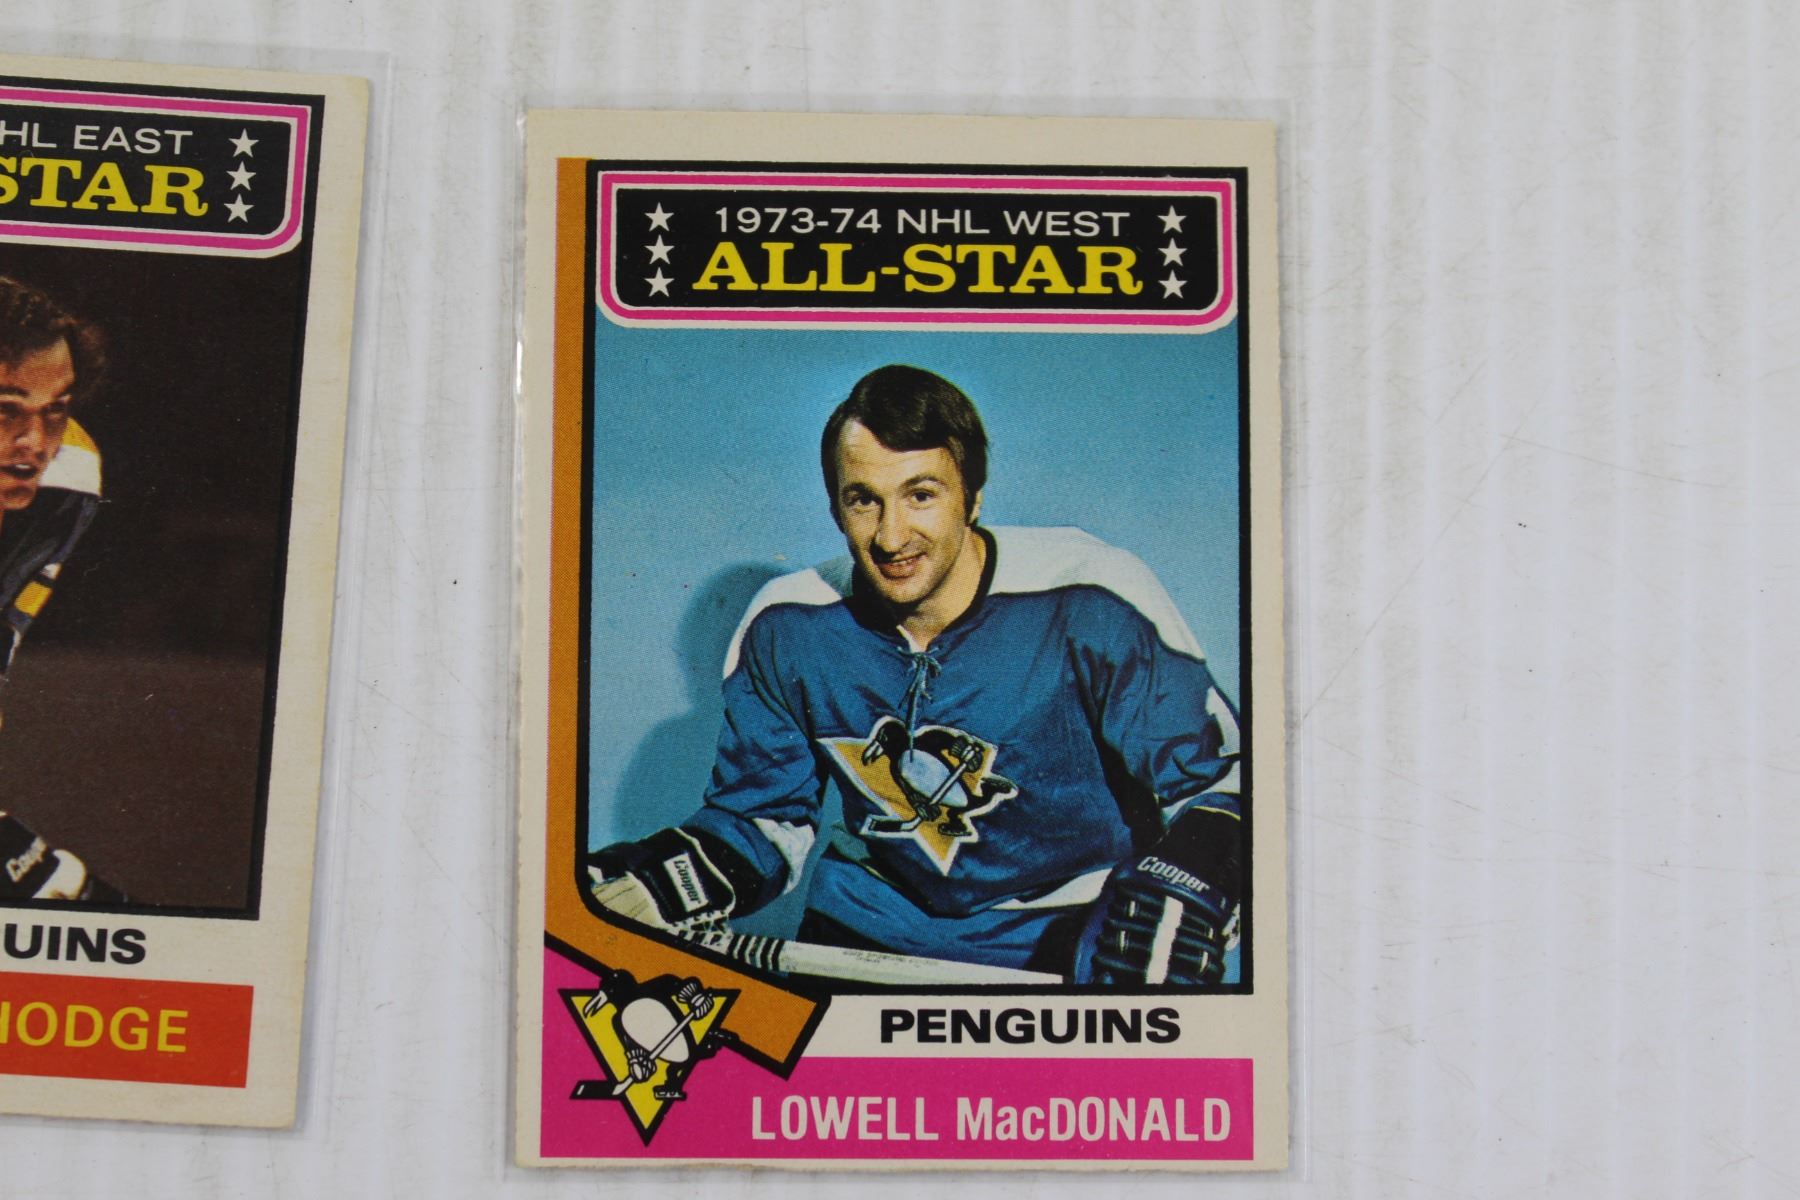 HL EAST
STAR
Cooper
UINS
HODGE
1973-74 NHL WEST
ALL-STAR
Cooper
Cooper
PENGUINS
LOWELL MacDONALD